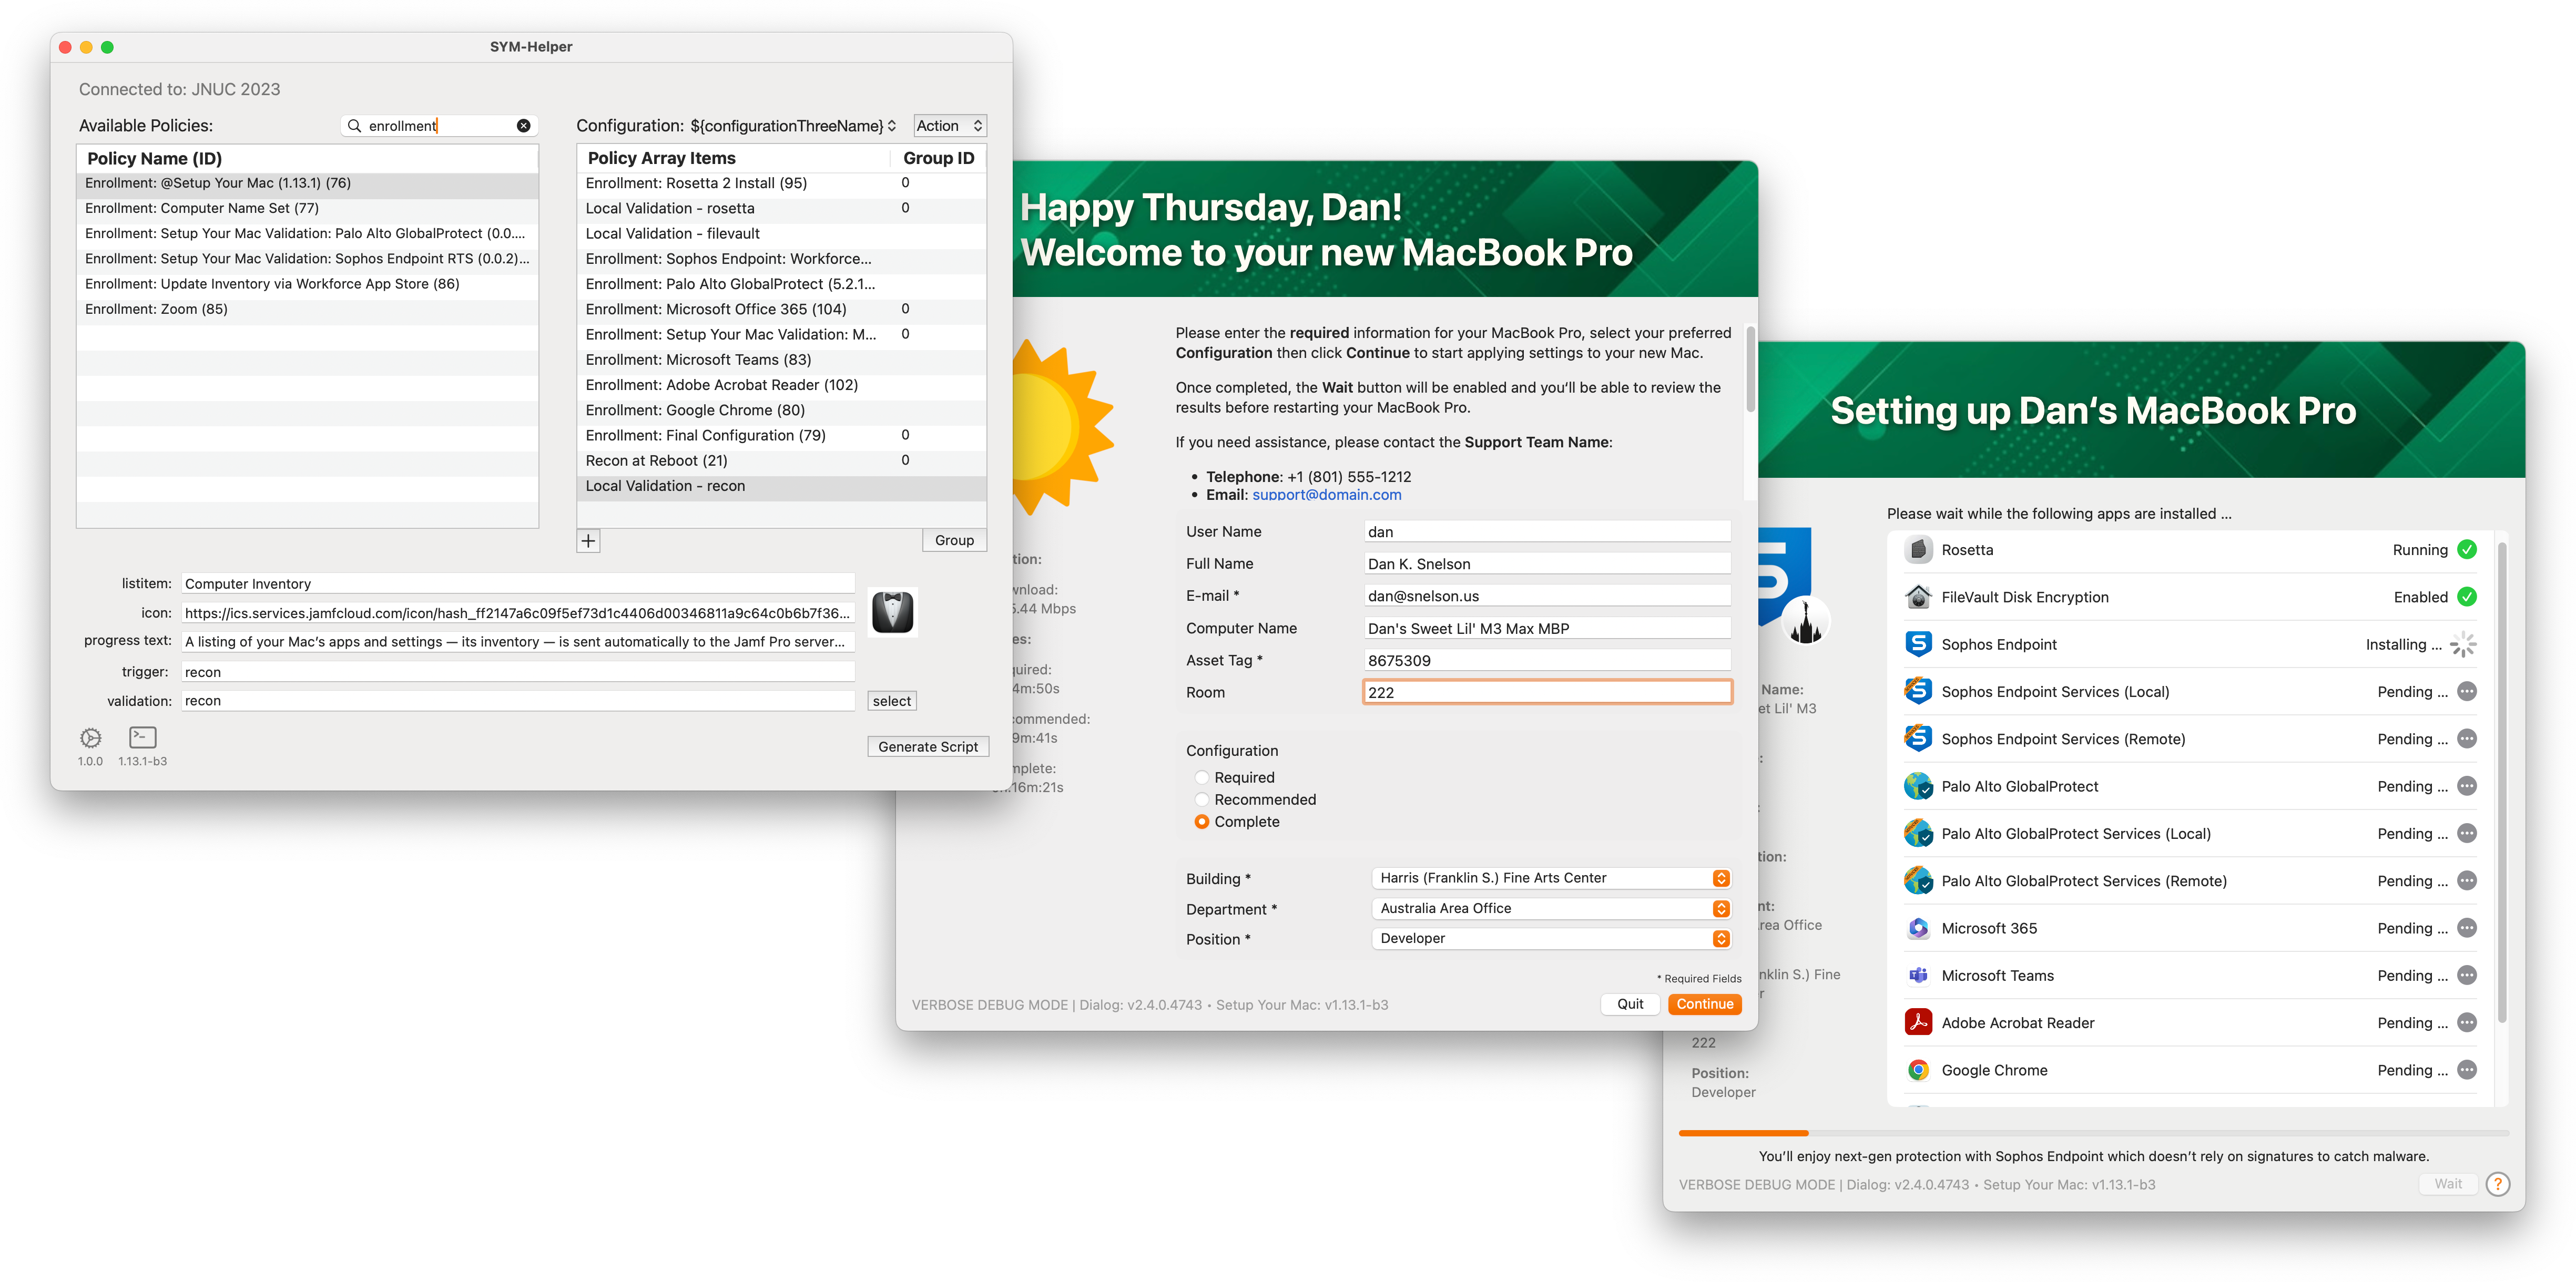 SYM-Helper
Connected to: JNUC 2023
Available Policies:
enrollment
Configuration: ${configurationThreeName}
Action
Policy Name (ID)
Enrollment: @Setup Your Mac (1.13.1) (76)
Enrollment: Computer Name Set (77)
Enrollment: Setup Your Mac Validation: Palo Alto GlobalProtect (0.0....
Enrollment: Setup Your Mac Validation: Sophos Endpoint RTS (0.0.2)...
Enrollment: Update Inventory via Workforce App Store (86)
Enrollment: Zoom (85)
Policy Array Items Group ID
Enrollment: Rosetta 2 Install (95) 0
Local Validation - rosetta 0
Local Validation - filevault
Enrollment: Sophos Endpoint: Workforce...
Enrollment: Palo Alto GlobalProtect (5.2.1...
Enrollment: Microsoft Office 365 (104) 0
Enrollment: Setup Your Mac Validation: M... 0
Enrollment: Microsoft Teams (83)
Enrollment: Adobe Acrobat Reader (102)
Enrollment: Google Chrome (80)
Enrollment: Final Configuration (79) 0
Recon at Reboot (21) 0
Local Validation - recon
+
Group
listitem: Computer Inventory
icon: https://ics.services.jamfcloud.com/icon/hash_ff2147a6c09f5ef73d1c4406d00346811a9c64c0b6b7f36...
progress text: A listing of your Mac’s apps and settings — its inventory — is sent automatically to the Jamf Pro server...
trigger: recon
validation: recon
select
1.0.0
1.13.1-b3
Generate Script
Happy Thursday, Dan!
Welcome to your new MacBook Pro
Please enter the required information for your MacBook Pro, select your preferred
Configuration then click Continue to start applying settings to your new Mac.
Once completed, the Wait button will be enabled and you’ll be able to review the
results before restarting your MacBook Pro.
If you need assistance, please contact the Support Team Name:
• Telephone: +1 (801) 555-1212
• Email: support@domain.com
tion:
wnload:
5.44 Mbps
es:
quired:
4m:50s
commended:
9m:41s
mplete:
16m:21s
User Name dan
Full Name Dan K. Snelson
E-mail * dan@snelson.us
Computer Name Dan's Sweet Lil' M3 Max MBP
Asset Tag * 8675309
Room 222
Configuration
Required
Recommended
Complete
Building * Harris (Franklin S.) Fine Arts Center
Department * Australia Area Office
Position * Developer
* Required Fields
VERBOSE DEBUG MODE | Dialog: v2.4.0.4743 • Setup Your Mac: v1.13.1-b3
Quit
Continue
Setting up Dan‘s MacBook Pro
Please wait while the following apps are installed ...
Name:
et Lil' M3
:
:
tion:
nt:
rea Office
nklin S.) Fine
r
222
Position:
Developer
Rosetta Running
FileVault Disk Encryption Enabled
Sophos Endpoint Installing ...
Sophos Endpoint Services (Local) Pending ...
Sophos Endpoint Services (Remote) Pending ...
Palo Alto GlobalProtect Pending ...
Palo Alto GlobalProtect Services (Local) Pending ...
Palo Alto GlobalProtect Services (Remote) Pending ...
Microsoft 365 Pending ...
Microsoft Teams Pending ...
Adobe Acrobat Reader Pending ...
Google Chrome Pending ...
You’ll enjoy next-gen protection with Sophos Endpoint which doesn’t rely on signatures to catch malware.
VERBOSE DEBUG MODE | Dialog: v2.4.0.4743 • Setup Your Mac: v1.13.1-b3
Wait
?